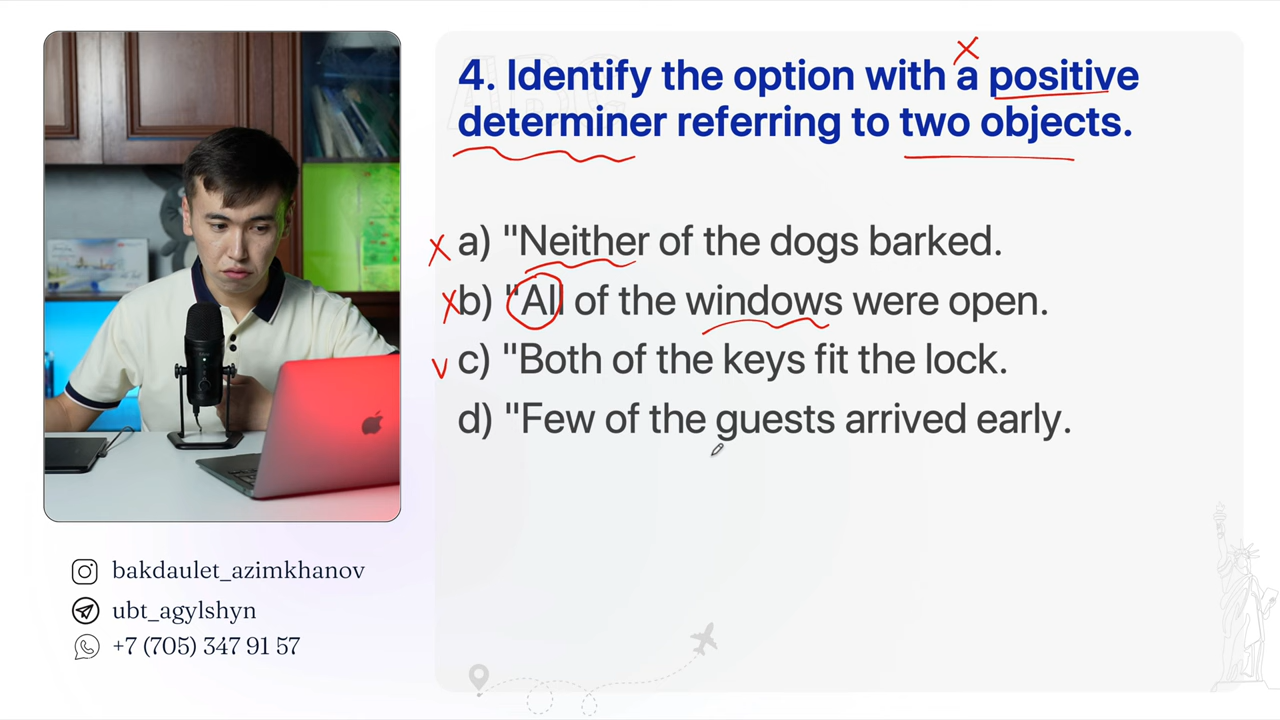 4. Identify the option with a positive
determiner referring to two objects.
a) "Neither of the dogs barked.
b) "All of the windows were open.
c) "Both of the keys fit the lock.
d) "Few of the guests arrived early.
bakdaulet_azimkhanov
ubt_agylshyn
+7 (705) 347 91 57